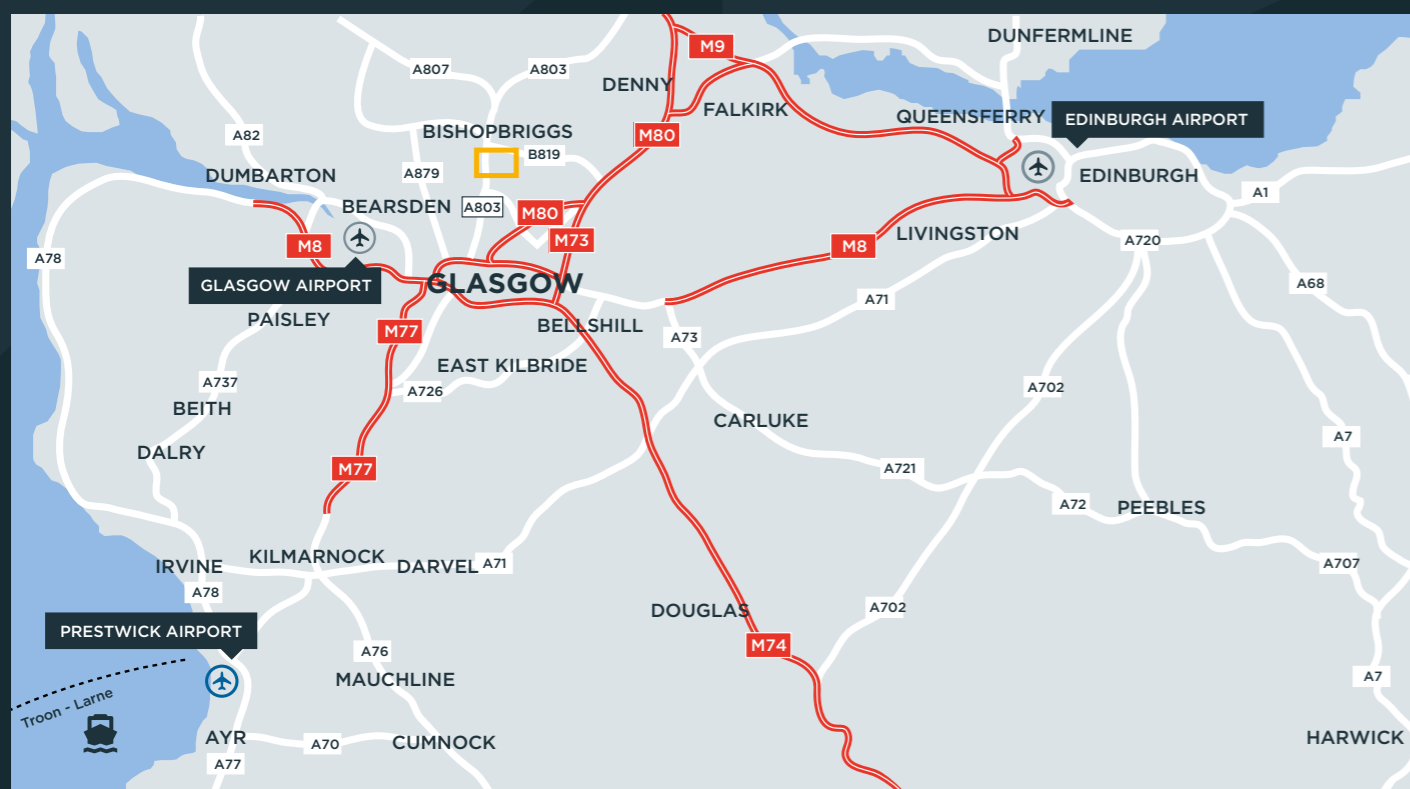 DUNFERMLINE
M9
A807
A803
DENNY
FALKIRK
QUEENSFERRY
EDINBURGH AIRPORT
A82
BISHOPBRIGGS
M80
B819
A879
DUMBARTON
EDINBURGH
A1
BEARSDEN
A803
M80
M8
M73
M8
LIVINGSTON
A720
A78
GLASGOW
GLASGOW AIRPORT
A68
A71
PAISLEY
BELLSHILL
M77
A73
EAST KILBRIDE
A737
A726
A702
BEITH
CARLUKE
A7
DALRY
M77
A721
A72
PEEBLES
KILMARNOCK
IRVINE
DARVEL
A71
A707
A78
A702
DOUGLAS
PRESTWICK AIRPORT
M74
A76
MAUCHLINE
A7
Troon - Larne
AYR
A70
CUMNOCK
HARWICK
A77